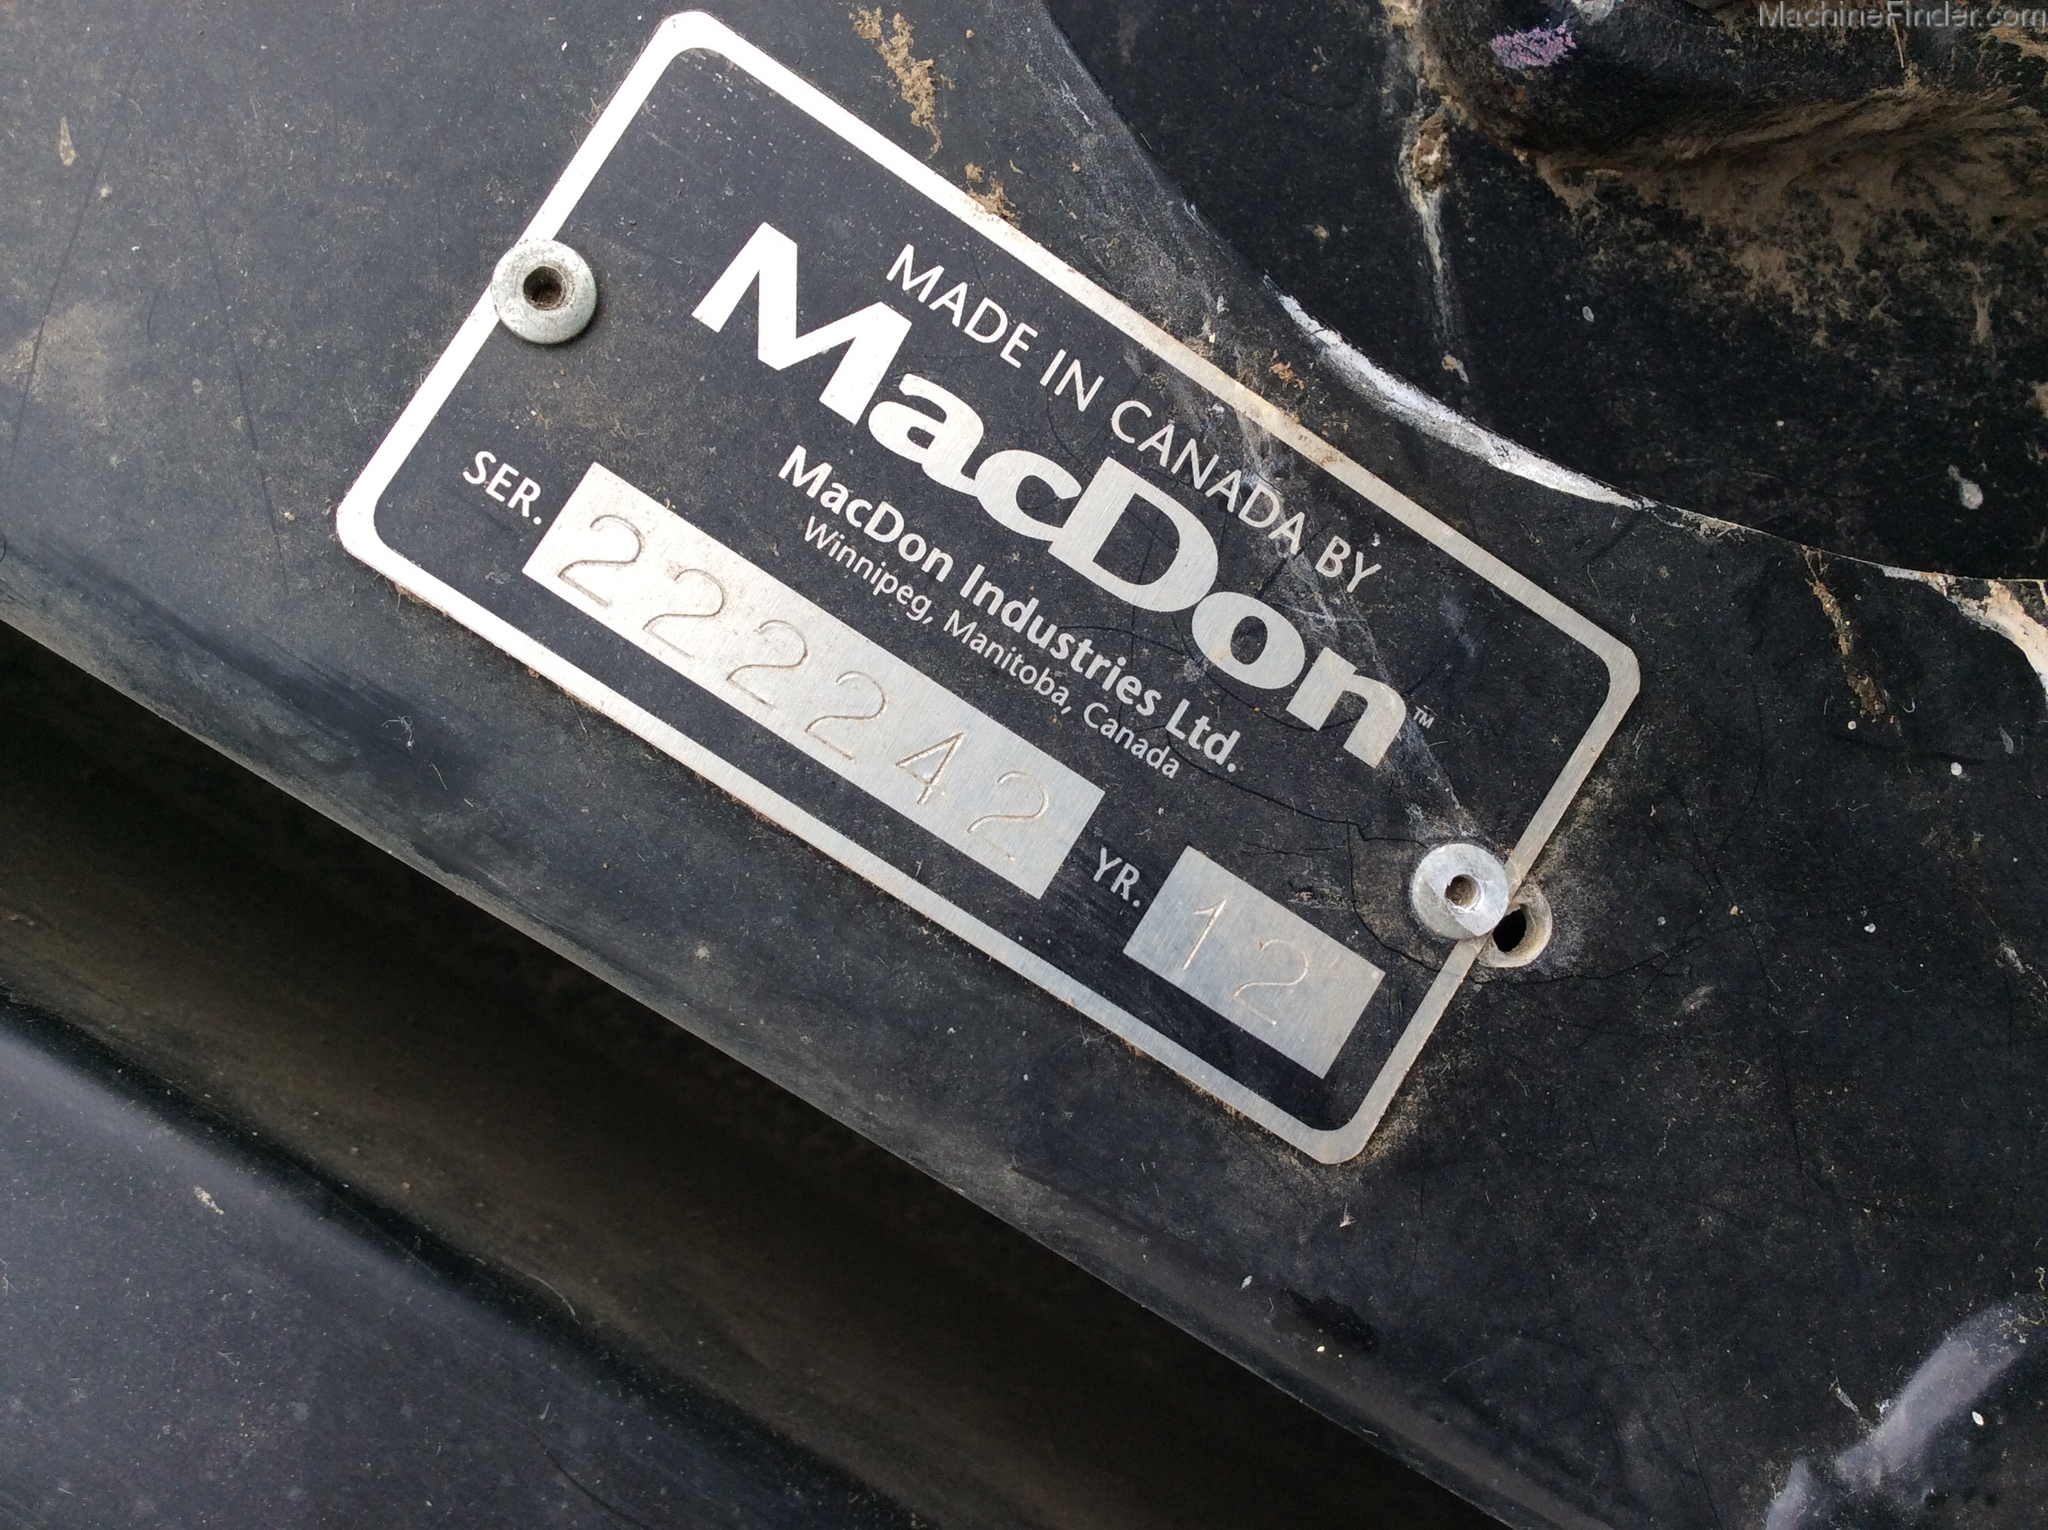 MachineFinder.com
MADE IN CANADA BY
MacDon™
MacDon Industries Ltd.
Winnipeg, Manitoba, Canada
SER. 222242 YR. 12